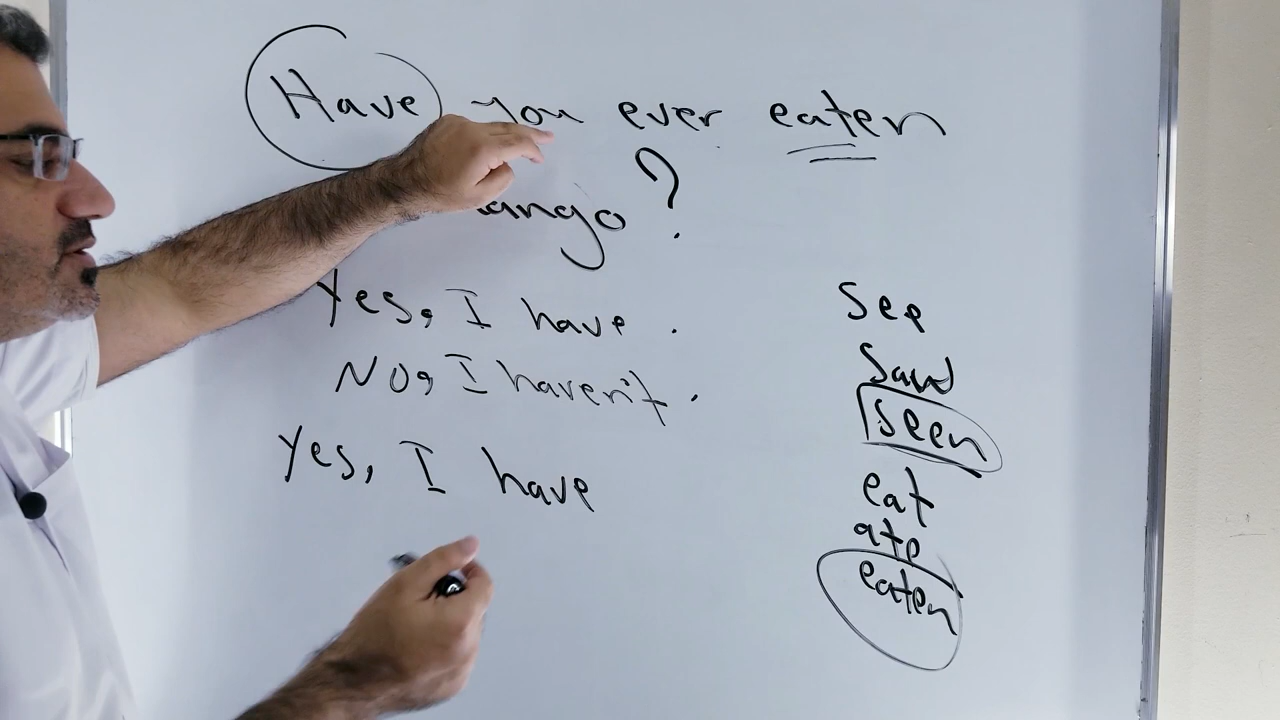 Have you ever eaten
ango?
Yes, I have.
No, I haven't.
Yes, I have
see
saw
seen
eat
ate
eaten